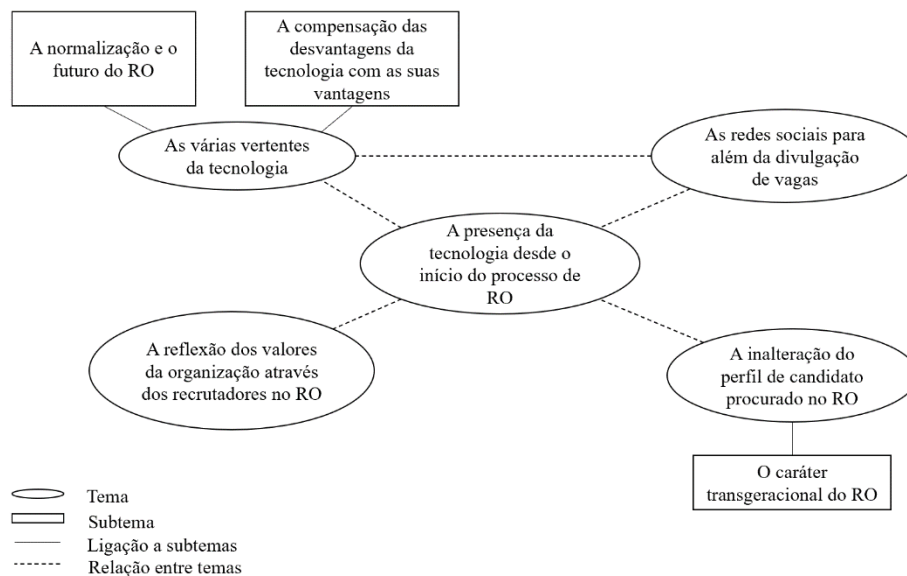 A normalização e o
futuro do RO
A compensação das
desvantagens da
tecnologia com as suas
vantagens
As várias vertentes
da tecnologia
As redes sociais para
além da divulgação
de vagas
A presença da
tecnologia desde o
início do processo de
RO
A reflexão dos valores
da organização através
dos recrutadores no RO
A inalteração do
perfil de candidato
procurado no RO
O caráter
transgeracional do RO
Tema
Subtema
Ligação a subtemas
Relação entre temas